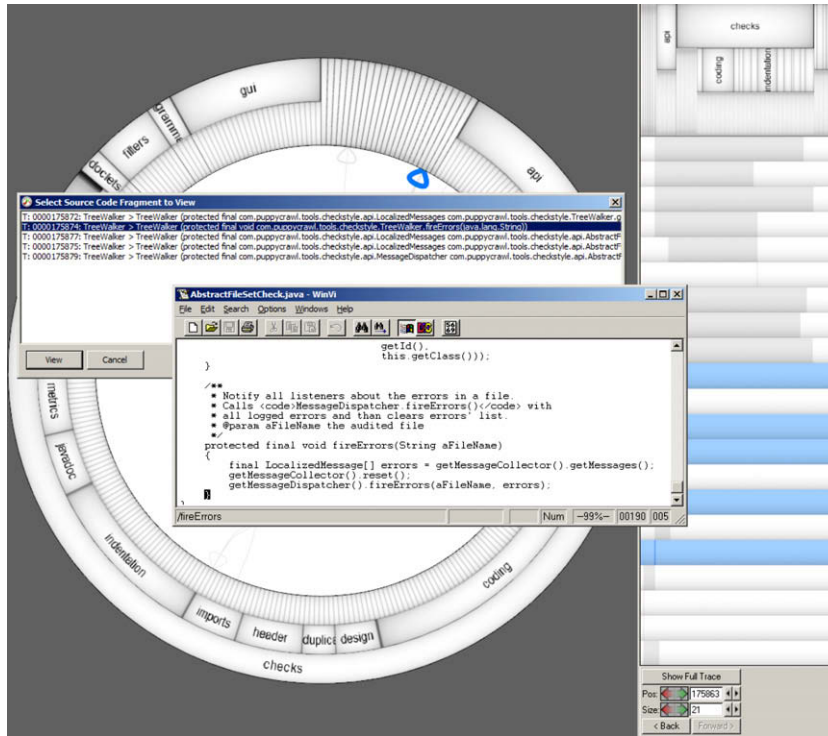 gui
filters
doclets
api
checks
api
coding
indentation
Select Source Code Fragment to View
T: 0000175872: TreeWalker > TreeWalker (protected final com.puppycrawl.tools.checkstyle.api.LocalizedMessages com.puppycrawl.tools.checkstyle.TreeWalker.g
T: 0000175874: TreeWalker > TreeWalker (protected final void com.puppycrawl.tools.checkstyle.TreeWalker.fireErrors(java.lang.String))
T: 0000175877: TreeWalker > TreeWalker (protected final com.puppycrawl.tools.checkstyle.api.LocalizedMessages com.puppycrawl.tools.checkstyle.api.AbstractF
T: 0000175875: TreeWalker > TreeWalker (protected final com.puppycrawl.tools.checkstyle.api.LocalizedMessages com.puppycrawl.tools.checkstyle.api.AbstractF
T: 0000175879: TreeWalker > TreeWalker (protected final com.puppycrawl.tools.checkstyle.api.MessageDispatcher com.puppycrawl.tools.checkstyle.api.AbstractF
View Cancel
AbstractFileSetCheck.java - WinVi
File Edit Search Options Windows Help
getId(),
this.getClass()));
}
/**
* Notify all listeners about the errors in a file.
* Calls <code>MessageDispatcher.fireErrors()</code> with
* all logged errors and than clears errors' list.
* @param aFileName the audited file
*/
protected final void fireErrors(String aFileName)
{
final LocalizedMessage[] errors = getMessageCollector().getMessages();
getMessageCollector().reset();
getMessageDispatcher().fireErrors(aFileName, errors);
}
/fireErrors Num --99%-- 00190 005
metrics
javadoc
indentation
imports
header
duplica
design
coding
checks
Show Full Trace
Pos: 175863
Size: 21
< Back Forward >